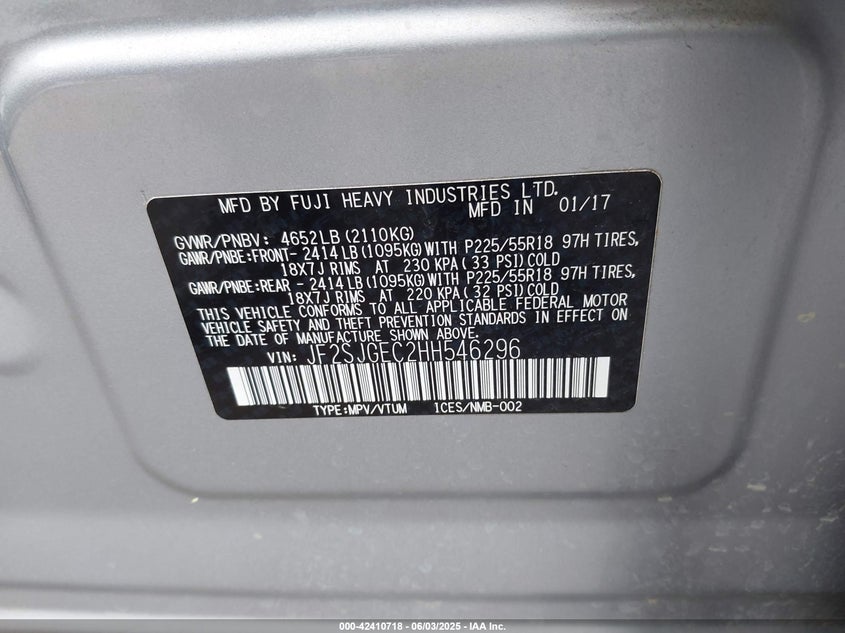 MFD BY FUJI HEAVY INDUSTRIES LTD.
MFD IN 01/17
GVWR/PNBV: 4652LB (2110KG)
GAWR/PNBE:FRONT- 2414LB (1095KG) WITH P225/55R18 97H TIRES,
18X7J RIMS AT 230 KPA ( 33 PSI) COLD
GAWR/PNBE:REAR - 2414LB (1095KG) WITH P225/55R18 97H TIRES,
18X7J RIMS AT 220 KPA ( 32 PSI) COLD
THIS VEHICLE CONFORMS TO ALL APPLICABLE FEDERAL MOTOR
VEHICLE SAFETY AND THEFT PREVENTION STANDARDS IN EFFECT ON
THE DATE OF MANUFACTURE SHOWN ABOVE.
VIN: JF2SJGEC2HH546296
TYPE:MPV/VTUM 1CES/NMB-002
000-42410718 - 06/03/2025 - IAA Inc.